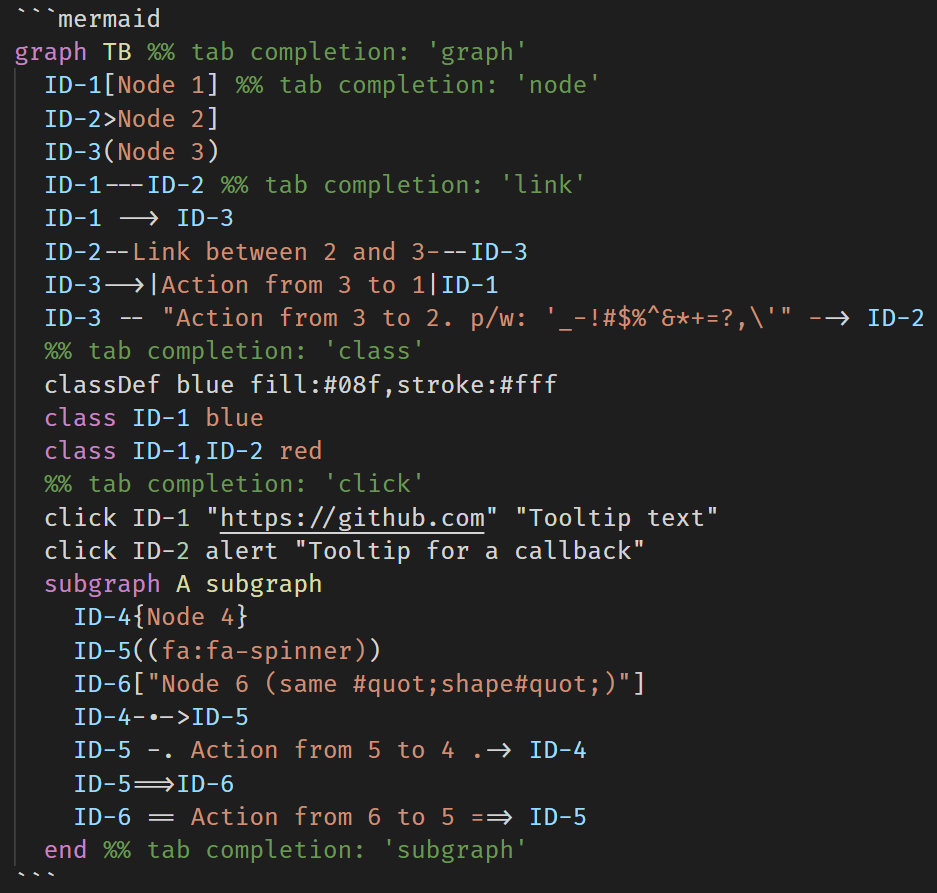 ```mermaid
graph TB %% tab completion: 'graph'
  ID-1[Node 1] %% tab completion: 'node'
  ID-2>Node 2]
  ID-3(Node 3)
  ID-1---ID-2 %% tab completion: 'link'
  ID-1 --> ID-3
  ID-2--Link between 2 and 3---ID-3
  ID-3-->|Action from 3 to 1|ID-1
  ID-3 -- "Action from 3 to 2. p/w: '_-!#$%^&*+=?,\'" --> ID-2
  %% tab completion: 'class'
  classDef blue fill:#08f,stroke:#fff
  class ID-1 blue
  class ID-1,ID-2 red
  %% tab completion: 'click'
  click ID-1 "https://github.com" "Tooltip text"
  click ID-2 alert "Tooltip for a callback"
  subgraph A subgraph
    ID-4{Node 4}
    ID-5((fa:fa-spinner))
    ID-6["Node 6 (same #quot;shape#quot;)"]
    ID-4-.->ID-5
    ID-5 -. Action from 5 to 4 .-> ID-4
    ID-5==>ID-6
    ID-6 == Action from 6 to 5 ==> ID-5
  end %% tab completion: 'subgraph'
```